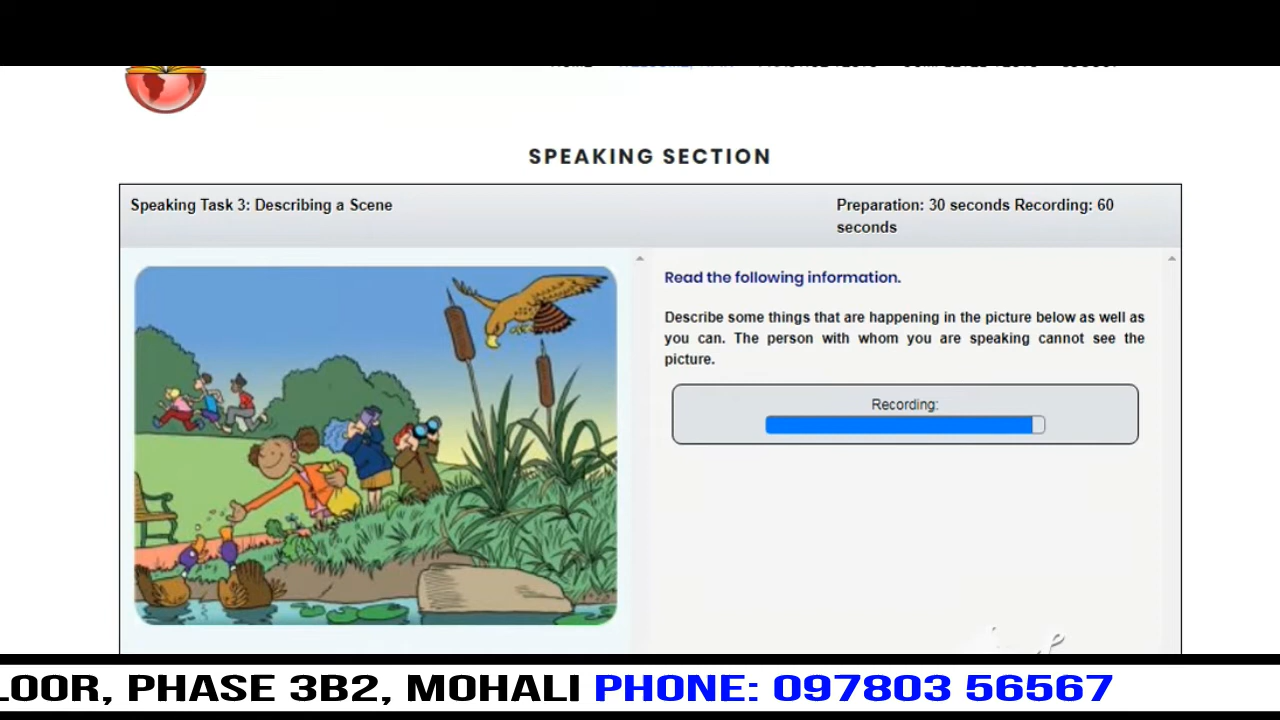 SPEAKING SECTION
Speaking Task 3: Describing a Scene
Preparation: 30 seconds Recording: 60
seconds
Read the following information.
Describe some things that are happening in the picture below as well as
you can. The person with whom you are speaking cannot see the
picture.
Recording:
LOOR, PHASE 3B2, MOHALI PHONE: 097803 56567